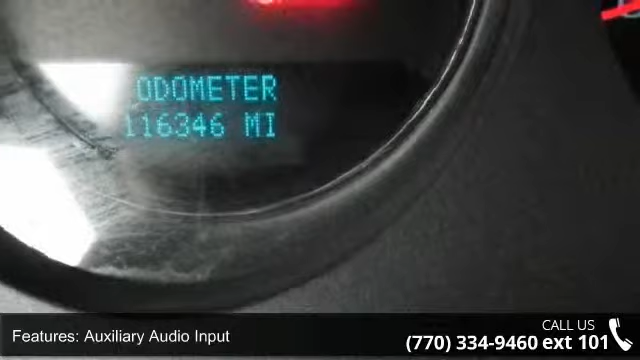 ODOMETER
116346 MI
Features: Auxiliary Audio Input
CALL US
(770) 334-9460 ext 101